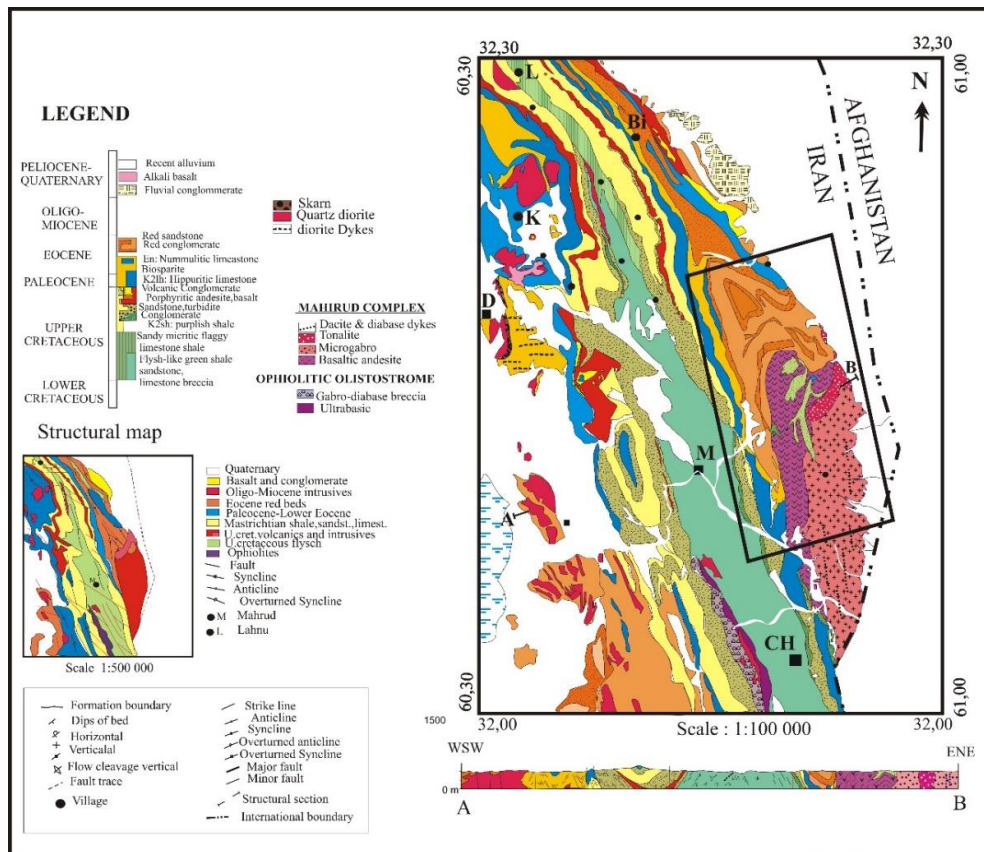 LEGEND
PELIOCENE-
QUATERNARY
Recent alluvium
Alkali basalt
Fluvial conglommerate
OLIGO-
MIOCENE
Red sandstone
Red conglomerate
EOCENE
En: Nummulitic limcastone
Biosparite
PALEOCENE
K2lh: Hippuritic limestone
Volcanic Conglomerate
Porphyritic andesite,basalt
Sandstone,turbidite
Conglomerate
K2sh: purplish shale
UPPER
CRETACEOUS
Sandy micritic flaggy
limestone shale
Flysh-like green shale
sandstone,
limestone breccia
LOWER
CRETACEOUS
Skarn
Quartz diorite
diorite Dykes
MAHIRUD COMPLEX
Dacite & diabase dykes
Tonalite
Microgabro
Basaltic andesite
OPHIOLITIC OLISTOSTROME
Gabro-diabase breccia
Ultrabasic
Structural map
Quaternary
Basalt and conglomerate
Oligo-Miocene intrusives
Eocene red beds
Paleocene-Lower Eocene
Mastrichtian shale,sandst.,limest.
U.cret.volcanics and intrusives
U.cretaceous flysch
Ophiolites
Fault
Syncline
Anticline
Overturned Syncline
M Mahrud
L Lahnu
Scale 1:500 000
Formation boundary
Dips of bed
Horizontal
Verticalal
Flow cleavage vertical
Fault trace
Village
Strike line
Anticline
Syncline
Overturned anticline
Overturned Syncline
Major fault
Minor fault
Structural section
International boundary
32,30
32,30
60,30
61,00
N
L
Bi
AFGHANISTAN
IRAN
K
D
B
M
A
CH
60,30
61,00
32,00
32,00
Scale : 1:100 000
1500
WSW
ENE
0 m
A
B